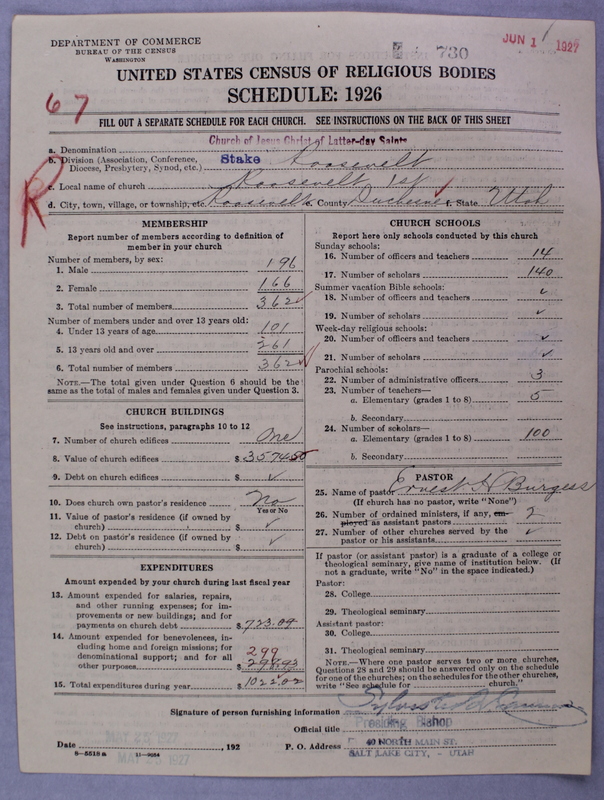 DEPARTMENT OF COMMERCE
BUREAU OF THE CENSUS
WASHINGTON
730
JUN 1 1927
UNITED STATES CENSUS OF RELIGIOUS BODIES
SCHEDULE: 1926
67
FILL OUT A SEPARATE SCHEDULE FOR EACH CHURCH. SEE INSTRUCTIONS ON THE BACK OF THIS SHEET
R
a. Denomination Church of Jesus Christ of Latter-day Saints
b. Division (Association, Conference, Diocese, Presbytery, Synod, etc.) Stake Roosevelt
c. Local name of church Roosevelt 1st
d. City, town, village, or township, etc. Roosevelt e. County Duchesne f. State Utah
MEMBERSHIP
Report number of members according to definition of
member in your church
Number of members, by sex:
1. Male 196
2. Female 166
3. Total number of members 362
Number of members under and over 13 years old:
4. Under 13 years of age 101
5. 13 years old and over 261
6. Total number of members 362
NOTE.—The total given under Question 6 should be the
same as the total of males and females given under Question 3.
CHURCH BUILDINGS
See instructions, paragraphs 10 to 12
7. Number of church edifices One
8. Value of church edifices $ 3574.50
9. Debt on church edifices $ ✓
10. Does church own pastor's residence? No
Yes or No
11. Value of pastor's residence (if owned by
church) $ ✓
12. Debt on pastor's residence (if owned by
church) $ ✓
EXPENDITURES
Amount expended by your church during last fiscal year
13. Amount expended for salaries, repairs,
and other running expenses; for im-
provements or new buildings; and for
payments on church debt $ 723.09
14. Amount expended for benevolences, in-
cluding home and foreign missions; for
denominational support; and for all
other purposes $ 298.93
299
15. Total expenditures during year $ 1022.02
CHURCH SCHOOLS
Report here only schools conducted by this church
Sunday schools:
16. Number of officers and teachers 14
17. Number of scholars 140
Summer vacation Bible schools:
18. Number of officers and teachers ✓
19. Number of scholars ✓
Week-day religious schools:
20. Number of officers and teachers ✓
21. Number of scholars ✓
Parochial schools:
22. Number of administrative officers 3
23. Number of teachers—
a. Elementary (grades 1 to 8) 5
b. Secondary
24. Number of scholars—
a. Elementary (grades 1 to 8) 100
b. Secondary
PASTOR
25. Name of pastor Ernest H Burgess
(If church has no pastor, write "None")
26. Number of ordained ministers, if any, em-
ployed as assistant pastors 2
27. Number of other churches served by the
pastor or his assistants ✓
If pastor (or assistant pastor) is a graduate of a college or
theological seminary, give name of institution below. (If
not a graduate, write "No" in the space indicated.)
Pastor:
28. College
29. Theological seminary
Assistant pastor:
30. College
31. Theological seminary
NOTE.—Where one pastor serves two or more churches,
Questions 28 and 29 should be answered only on the schedule
for one of the churches; on the schedules for the other churches,
write "See schedule for church."
Signature of person furnishing information Sylvester Q Cannon
Official title Presiding Bishop
Date MAY 25 1927, 192 P. O. Address 40 NORTH MAIN ST.
SALT LAKE CITY, - UTAH
MAY 25 1927
8-5518 a 11-9064